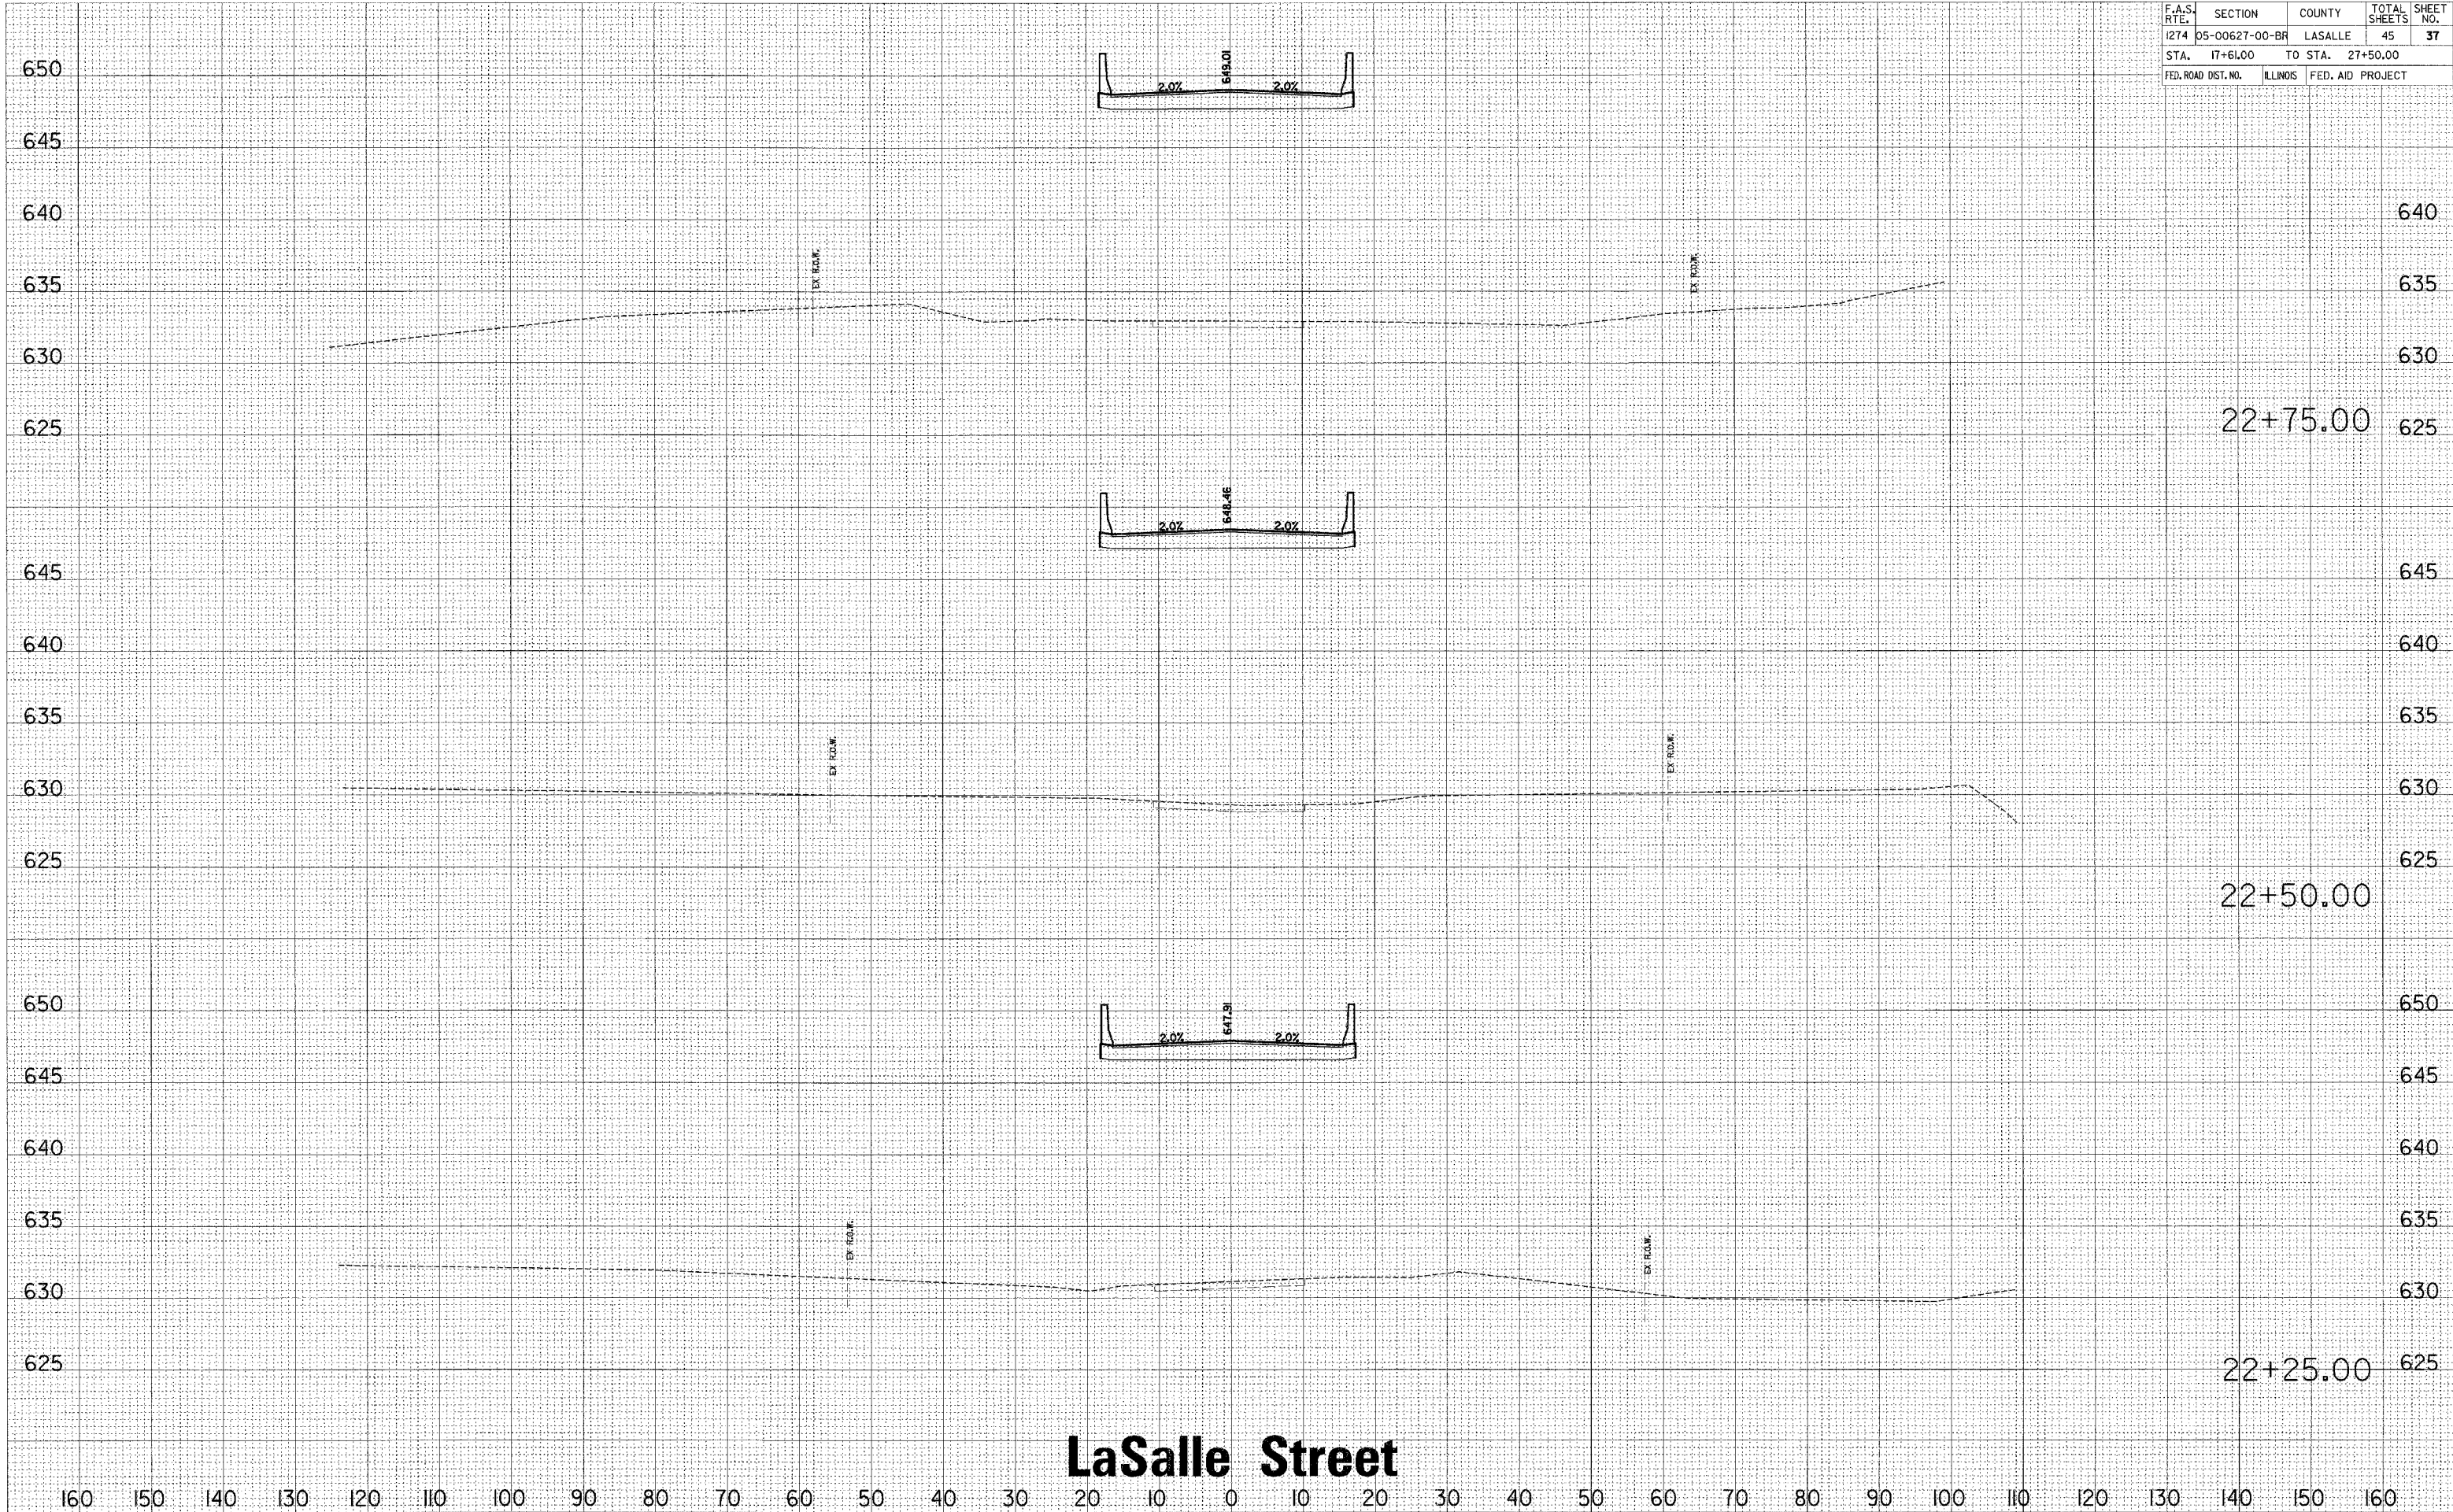 F.A.S. RTE. SECTION COUNTY TOTAL SHEETS SHEET NO.
1274 05-00627-00-BR LASALLE 45 37
STA. 17+61.00 TO STA. 27+50.00
FED. ROAD DIST. NO. ILLINOIS FED. AID PROJECT
650
649.01
2.0% 2.0%
645
640 640
EX R.O.W. EX R.O.W.
635 635
630 630
625 22+75.00 625
648.46
2.0% 2.0%
645 645
640 640
635 635
EX R.O.W. EX R.O.W.
630 630
625 625
22+50.00
650 650
647.91
2.0% 2.0%
645 645
640 640
635 635
EX R.O.W. EX R.O.W.
630 630
625 22+25.00 625
LaSalle Street
160 150 140 130 120 110 100 90 80 70 60 50 40 30 20 10 0 10 20 30 40 50 60 70 80 90 100 110 120 130 140 150 160